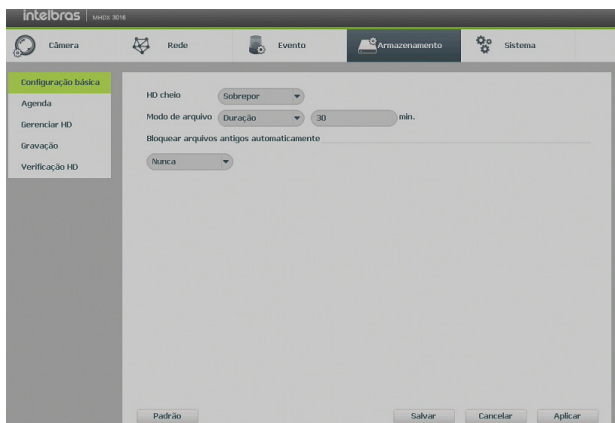 intelbras | MHDX 3016
Câmera Rede Evento Armazenamento Sistema
Configuração básica
Agenda
Gerenciar HD
Gravação
Verificação HD
HD cheio Sobrepor
Modo de arquivo Duração 30 min.
Bloquear arquivos antigos automaticamente
Nunca
Padrão Salvar Cancelar Aplicar